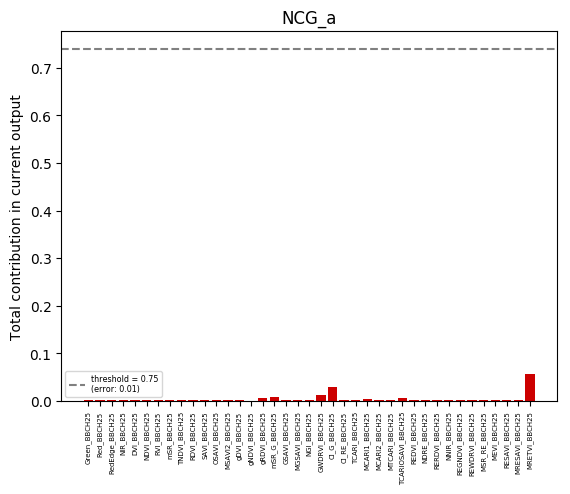 NCG_a
Total contribution in current output
0.7
0.6
0.5
0.4
0.3
0.2
0.1
0.0
threshold = 0.75
(error: 0.01)
Green_BBCH25
Red_BBCH25
RedEdge_BBCH25
NIR_BBCH25
DVI_BBCH25
NDVI_BBCH25
RVI_BBCH25
mSR_BBCH25
TNDVI_BBCH25
RDVI_BBCH25
SAVI_BBCH25
OSAVI_BBCH25
MSAVI2_BBCH25
gDVI_BBCH25
gNDVI_BBCH25
gRDVI_BBCH25
mSR_G_BBCH25
GSAVI_BBCH25
MGSAVI_BBCH25
NGI_BBCH25
GWDRVI_BBCH25
CI_G_BBCH25
CI_RE_BBCH25
TCARI_BBCH25
MCARI1_BBCH25
MCARI2_BBCH25
MTCARI_BBCH25
TCARIOSAVI_BBCH25
REDVI_BBCH25
NDRE_BBCH25
RERDVI_BBCH25
NNIR_BBCH25
REGNDVI_BBCH25
REWDRVI_BBCH25
MSR_RE_BBCH25
MEVI_BBCH25
RESAVI_BBCH25
MRESAVI_BBCH25
MRETVI_BBCH25